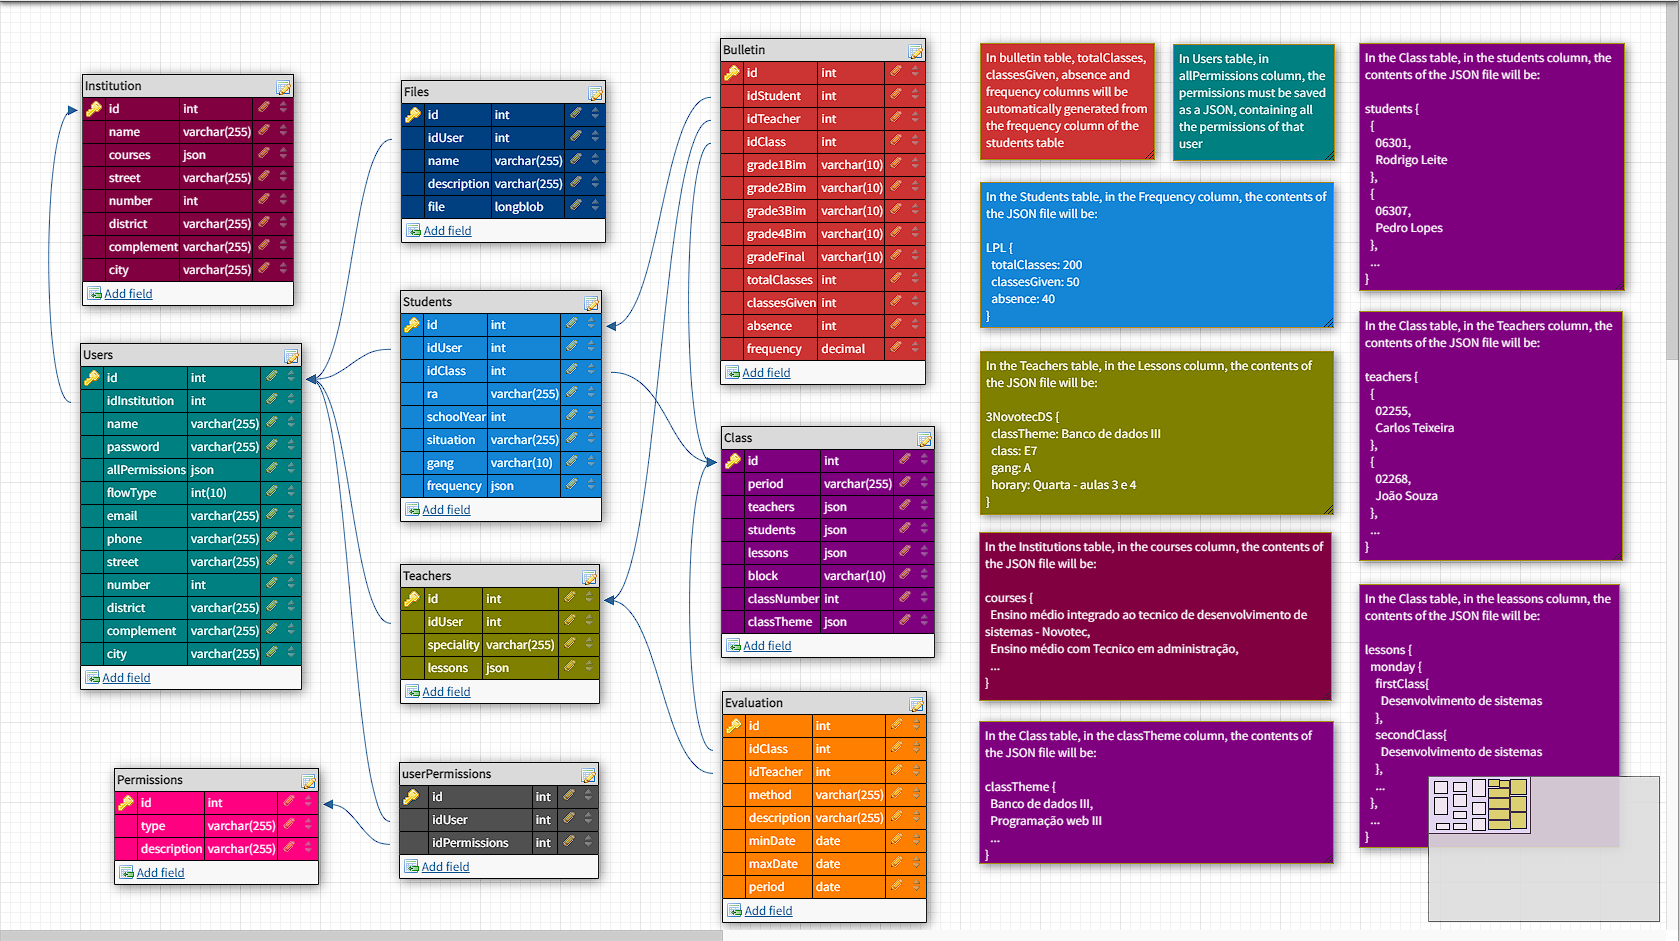 Institution
id int
name varchar(255)
courses json
street varchar(255)
number int
district varchar(255)
complement varchar(255)
city varchar(255)
Add field
Users
id int
idInstitution int
name varchar(255)
password varchar(255)
allPermissions json
flowType int(10)
email varchar(255)
phone varchar(255)
street varchar(255)
number int
district varchar(255)
complement varchar(255)
city varchar(255)
Add field
Permissions
id int
type varchar(255)
description varchar(255)
Add field
Files
id int
idUser int
name varchar(255)
description varchar(255)
file longblob
Add field
Students
id int
idUser int
idClass int
ra varchar(255)
schoolYear int
situation varchar(255)
gang varchar(10)
frequency json
Add field
Teachers
id int
idUser int
speciality varchar(255)
lessons json
Add field
userPermissions
id int
idUser int
idPermissions int
Add field
Bulletin
id int
idStudent int
idTeacher int
idClass int
grade1Bim varchar(10)
grade2Bim varchar(10)
grade3Bim varchar(10)
grade4Bim varchar(10)
gradeFinal varchar(10)
totalClasses int
classesGiven int
absence int
frequency decimal
Add field
Class
id int
period varchar(255)
teachers json
students json
lessons json
block varchar(10)
classNumber int
classTheme json
Add field
Evaluation
id int
idClass int
idTeacher int
method varchar(255)
description varchar(255)
minDate date
maxDate date
period date
Add field
In bulletin table, totalClasses,
classesGiven, absence and
frequency columns will be
automatically generated from
the frequency column of the
students table
In Users table, in
allPermissions column, the
permissions must be saved
as a JSON, containing all
the permissions of that
user
In the Students table, in the Frequency column, the contents of
the JSON file will be:
LPL {
totalClasses: 200
classesGiven: 50
absence: 40
}
In the Teachers table, in the Lessons column, the contents of
the JSON file will be:
3NovotecDS {
classTheme: Banco de dados III
class: E7
gang: A
horary: Quarta - aulas 3 e 4
}
In the Institutions table, in the courses column, the contents of
the JSON file will be:
courses {
Ensino médio integrado ao tecnico de desenvolvimento de
sistemas - Novotec,
Ensino médio com Tecnico em administração,
...
}
In the Class table, in the classTheme column, the contents of
the JSON file will be:
classTheme {
Banco de dados III,
Programação web III
...
}
In the Class table, in the students column, the
contents of the JSON file will be:
students {
{
06301,
Rodrigo Leite
},
{
06307,
Pedro Lopes
},
...
}
In the Class table, in the Teachers column, the
contents of the JSON file will be:
teachers {
{
02255,
Carlos Teixeira
},
{
02268,
João Souza
},
...
}
In the Class table, in the leassons column, the
contents of the JSON file will be:
lessons {
monday {
firstClass{
Desenvolvimento de sistemas
},
secondClass{
Desenvolvimento de sistemas
},
...
},
...
}